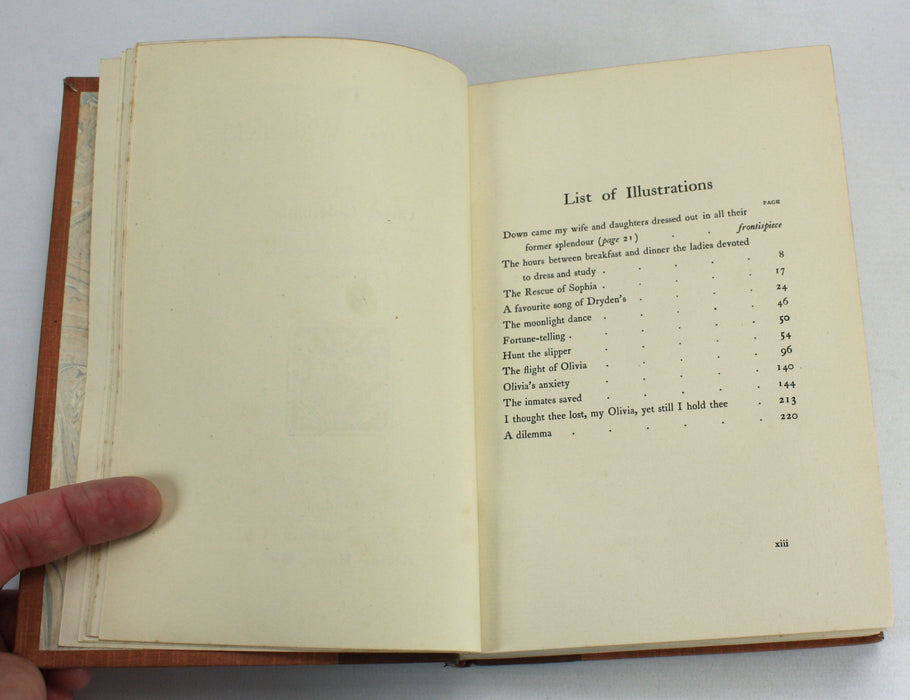 List of Illustrations
PAGE
Down came my wife and daughters dressed out in all their
former splendour (page 21) . . frontispiece
The hours between breakfast and dinner the ladies devoted
to dress and study . . . . . 8
The Rescue of Sophia . . . . . 17
A favourite song of Dryden's . . . . 24
The moonlight dance . . . . . 46
Fortune-telling . . . . . 50
Hunt the slipper . . . . . 54
The flight of Olivia . . . . . 96
Olivia's anxiety . . . . . 140
The inmates saved . . . . . 144
I thought thee lost, my Olivia, yet still I hold thee . 213
A dilemma . . . . . . 220
xiii